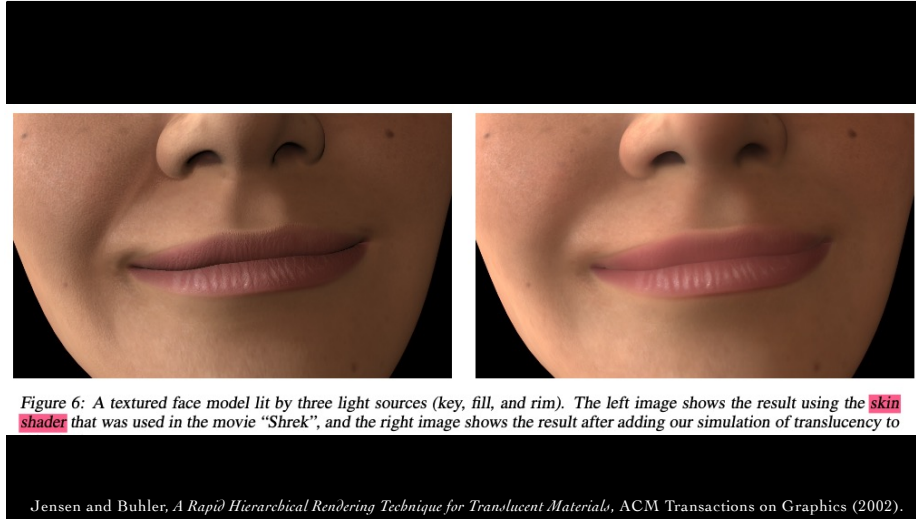 Figure 6: A textured face model lit by three light sources (key, fill, and rim). The left image shows the result using the skin
shader that was used in the movie “Shrek”, and the right image shows the result after adding our simulation of translucency to
Jensen and Buhler, A Rapid Hierarchical Rendering Technique for Translucent Materials, ACM Transactions on Graphics (2002).